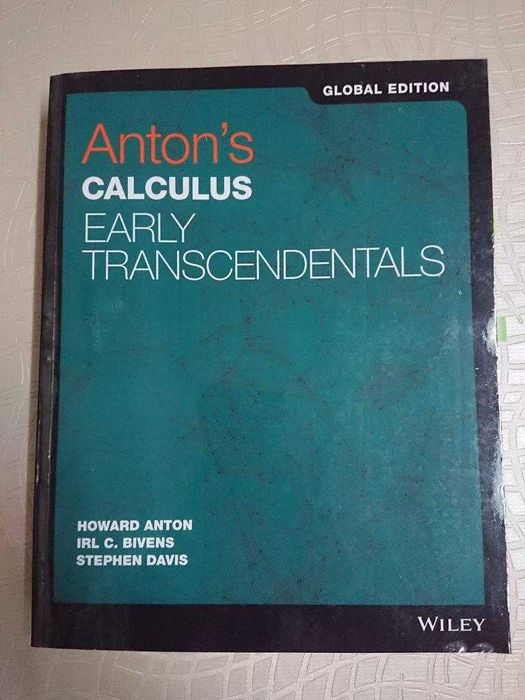 GLOBAL EDITION
Anton's
CALCULUS
EARLY
TRANSCENDENTALS
HOWARD ANTON
IRL C. BIVENS
STEPHEN DAVIS
WILEY